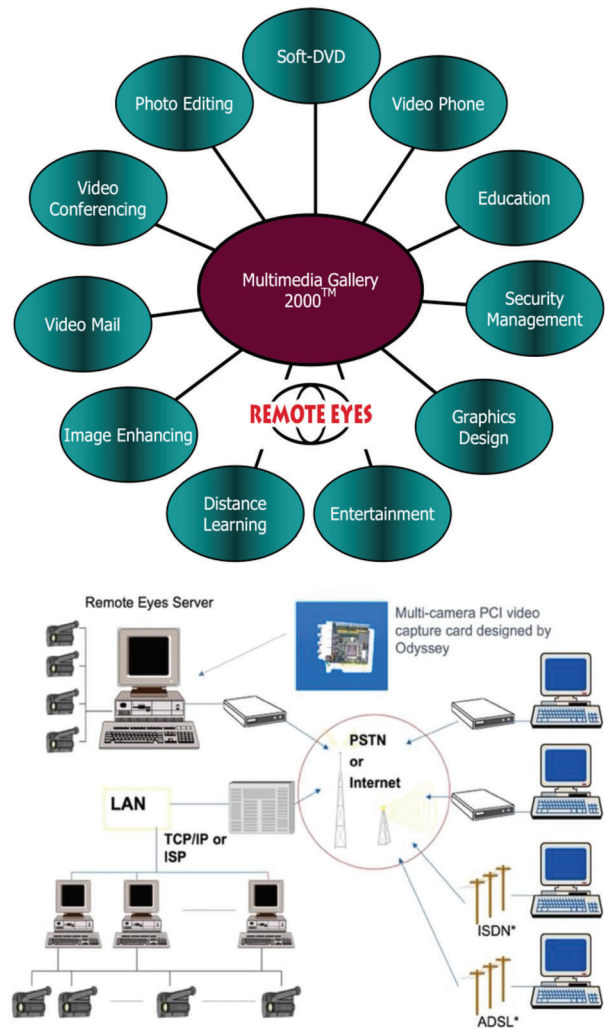 Soft-DVD
Photo Editing
Video Phone
Video
Conferencing
Education
Multimedia Gallery
2000TM
Security
Management
Video Mail
REMOTE EYES
Graphics
Design
Image Enhancing
Distance
Learning
Entertainment
Remote Eyes Server
Multi-camera PCI video
capture card designed by
Odyssey
PSTN
or
Internet
LAN
TCP/IP or
ISP
ISDN*
ADSL*